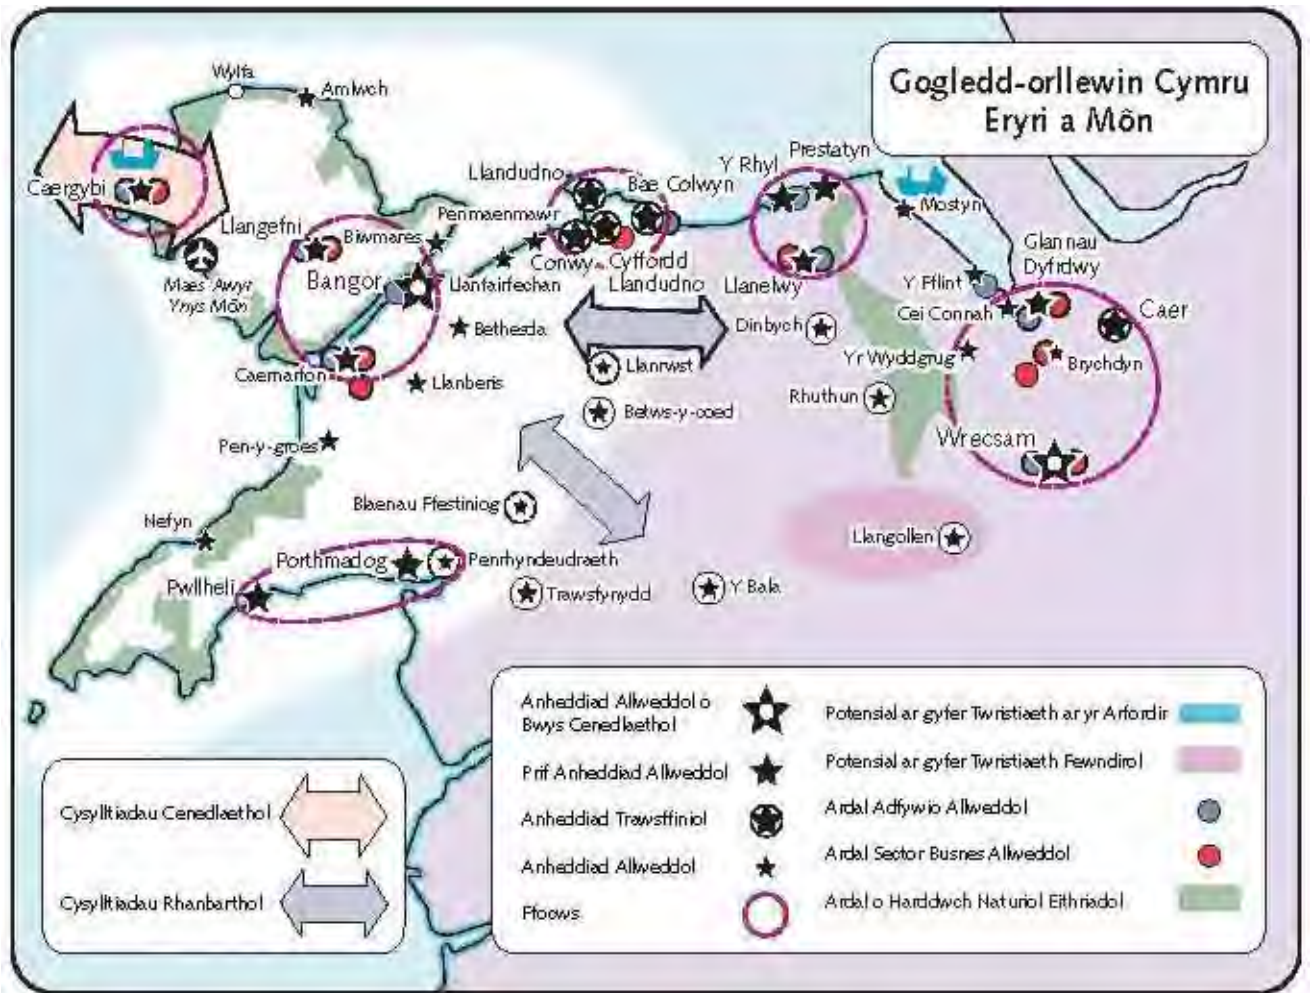 Gogledd-orllewin Cymru
Eryri a Môn
Wylfa
Amlwch
Caergybi
Llangefni
Maes Awyr
Ynys Môn
Biwmares
Bangor
Caernarfon
Penmaenmawr
Llanfairfechan
Llandudno
Bae Colwyn
Conwy
Cyffordd
Llandudno
Y Rhyl
Prestatyn
Llanelwy
Mostyn
Glannau
Dyfrdwy
Y Fflint
Cei Connah
Caer
Yr Wyddgrug
Brychdyn
Dinbych
Rhuthun
Wrecsam
Bethesda
Llanberis
Llanrwst
Betws-y-coed
Pen-y-groes
Nefyn
Blaenau Ffestiniog
Porthmadog
Penrhyndeudraeth
Pwllheli
Trawsfynydd
Y Bala
Llangollen
Cysylltiadau Cenedlaethol
Cysylltiadau Rhanbarthol
Anheddiad Allweddol o
Bwys Cenedlaethol
Prif Anheddiad Allweddol
Anheddiad Trawsffiniol
Anheddiad Allweddol
Ffocws
Potensial ar gyfer Twristiaeth ar yr Arfordir
Potensial ar gyfer Twristiaeth Fewndirol
Ardal Adfywio Allweddol
Ardal Sector Busnes Allweddol
Ardal o Harddwch Naturiol Eithriadol